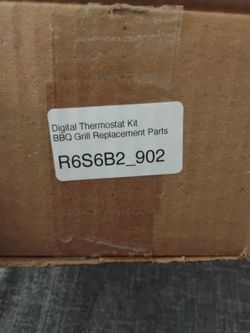 Digital Thermostat Kit
BBQ Grill Replacement Parts
R6S6B2_902